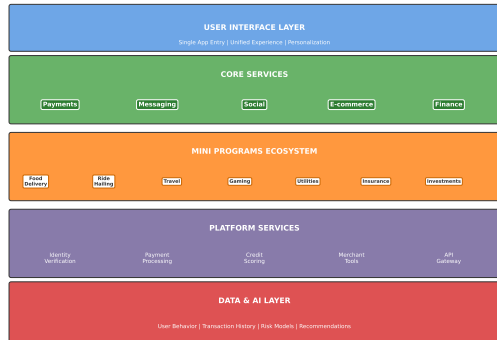 USER INTERFACE LAYER
Single App Entry | Unified Experience | Personalization
CORE SERVICES
Payments Messaging Social E-commerce Finance
MINI PROGRAMS ECOSYSTEM
Food Delivery Ride Hailing Travel Gaming Utilities Insurance Investments
PLATFORM SERVICES
Identity Verification Payment Processing Credit Scoring Merchant Tools API Gateway
DATA & AI LAYER
User Behavior | Transaction History | Risk Models | Recommendations